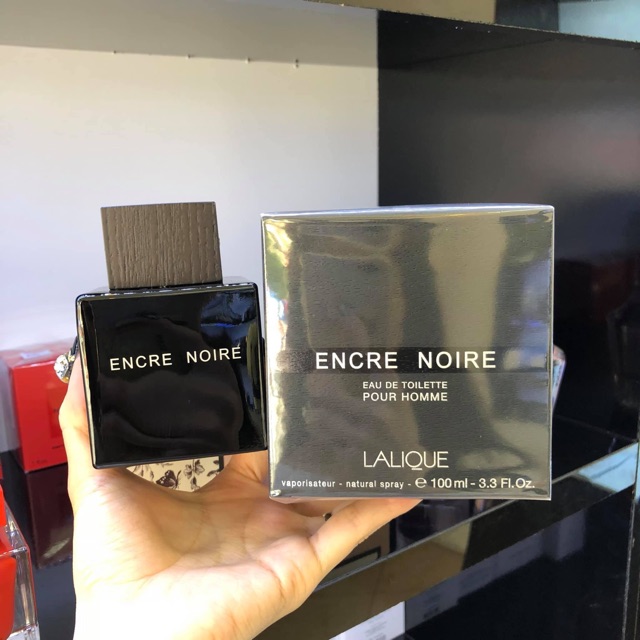 ENCRE NOIRE
ENCRE NOIRE
EAU DE TOILETTE
POUR HOMME
LALIQUE
vaporisateur - natural spray - ℮ 100 ml - 3.3 Fl.Oz.